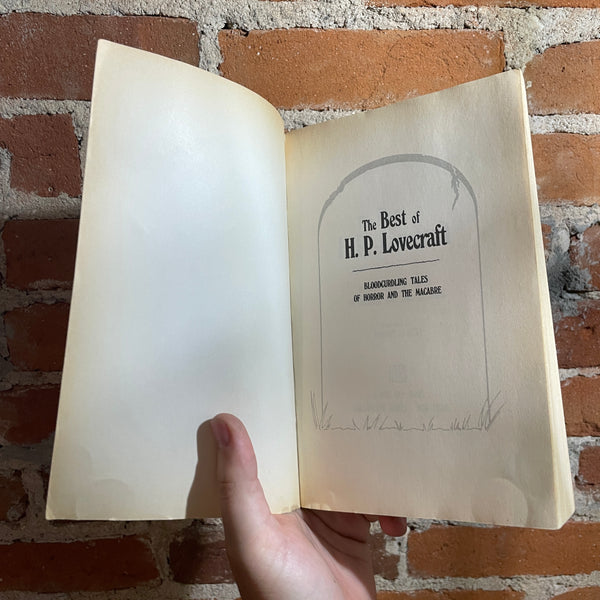 The Best of
H. P. Lovecraft
BLOODCURDLING TALES
OF HORROR AND THE MACABRE